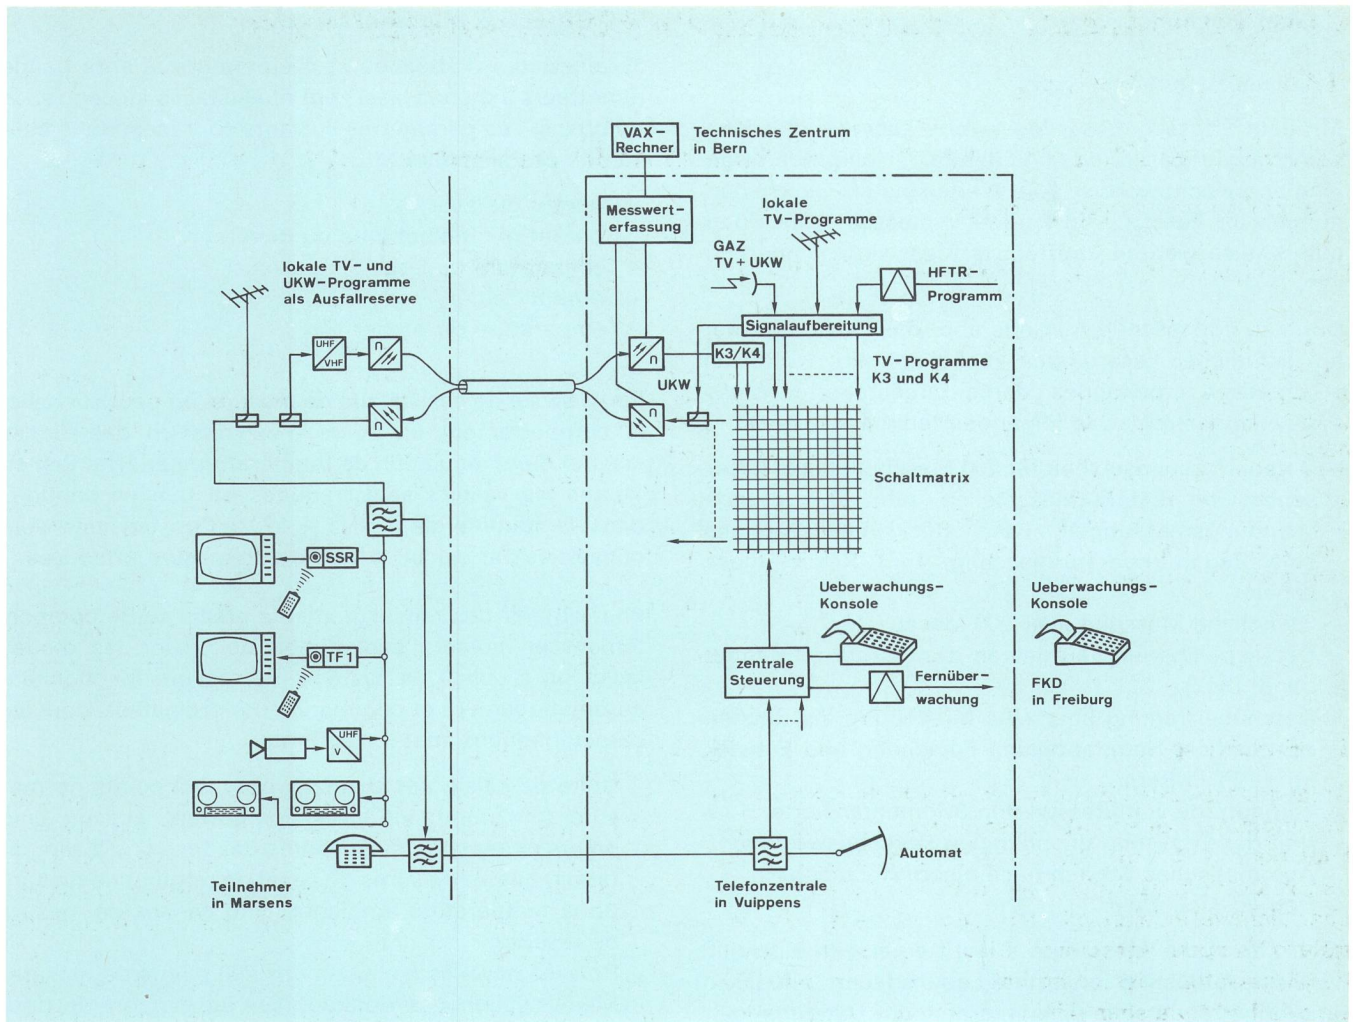 VAX-
Rechner
Technisches Zentrum
in Bern
Messwert-
erfassung
lokale
TV-Programme
GAZ
TV + UKW
HFTR-
Programm
lokale TV- und
UKW-Programme
als Ausfallreserve
Signalaufbereitung
UHF
VHF
n
n
K3/K4
TV-Programme
K3 und K4
UKW
n
n
Schaltmatrix
SSR
Ueberwachungs-
Konsole
Ueberwachungs-
Konsole
TF1
zentrale
Steuerung
Fernüber-
wachung
FKD
in Freiburg
UHF
V
Automat
Teilnehmer
in Marsens
Telefonzentrale
in Vuippens